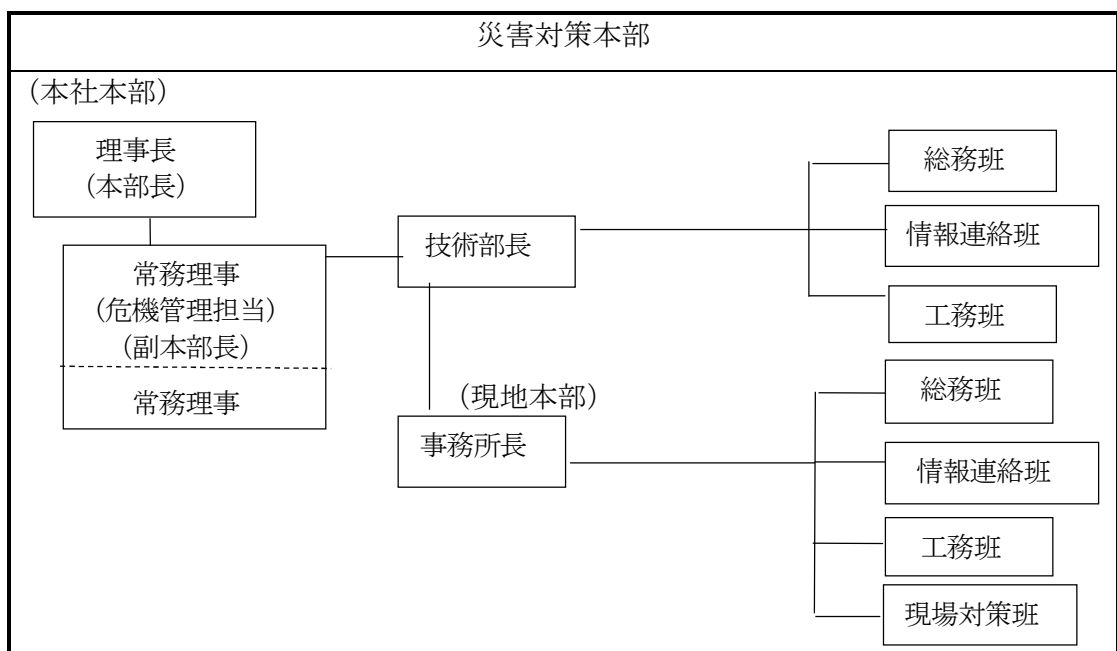 災害対策本部
（本社本部）
理事長
（本部長）
常務理事
（危機管理担当）
（副本部長）
常務理事
技術部長
総務班
情報連絡班
工務班
（現地本部）
事務所長
総務班
情報連絡班
工務班
現場対策班